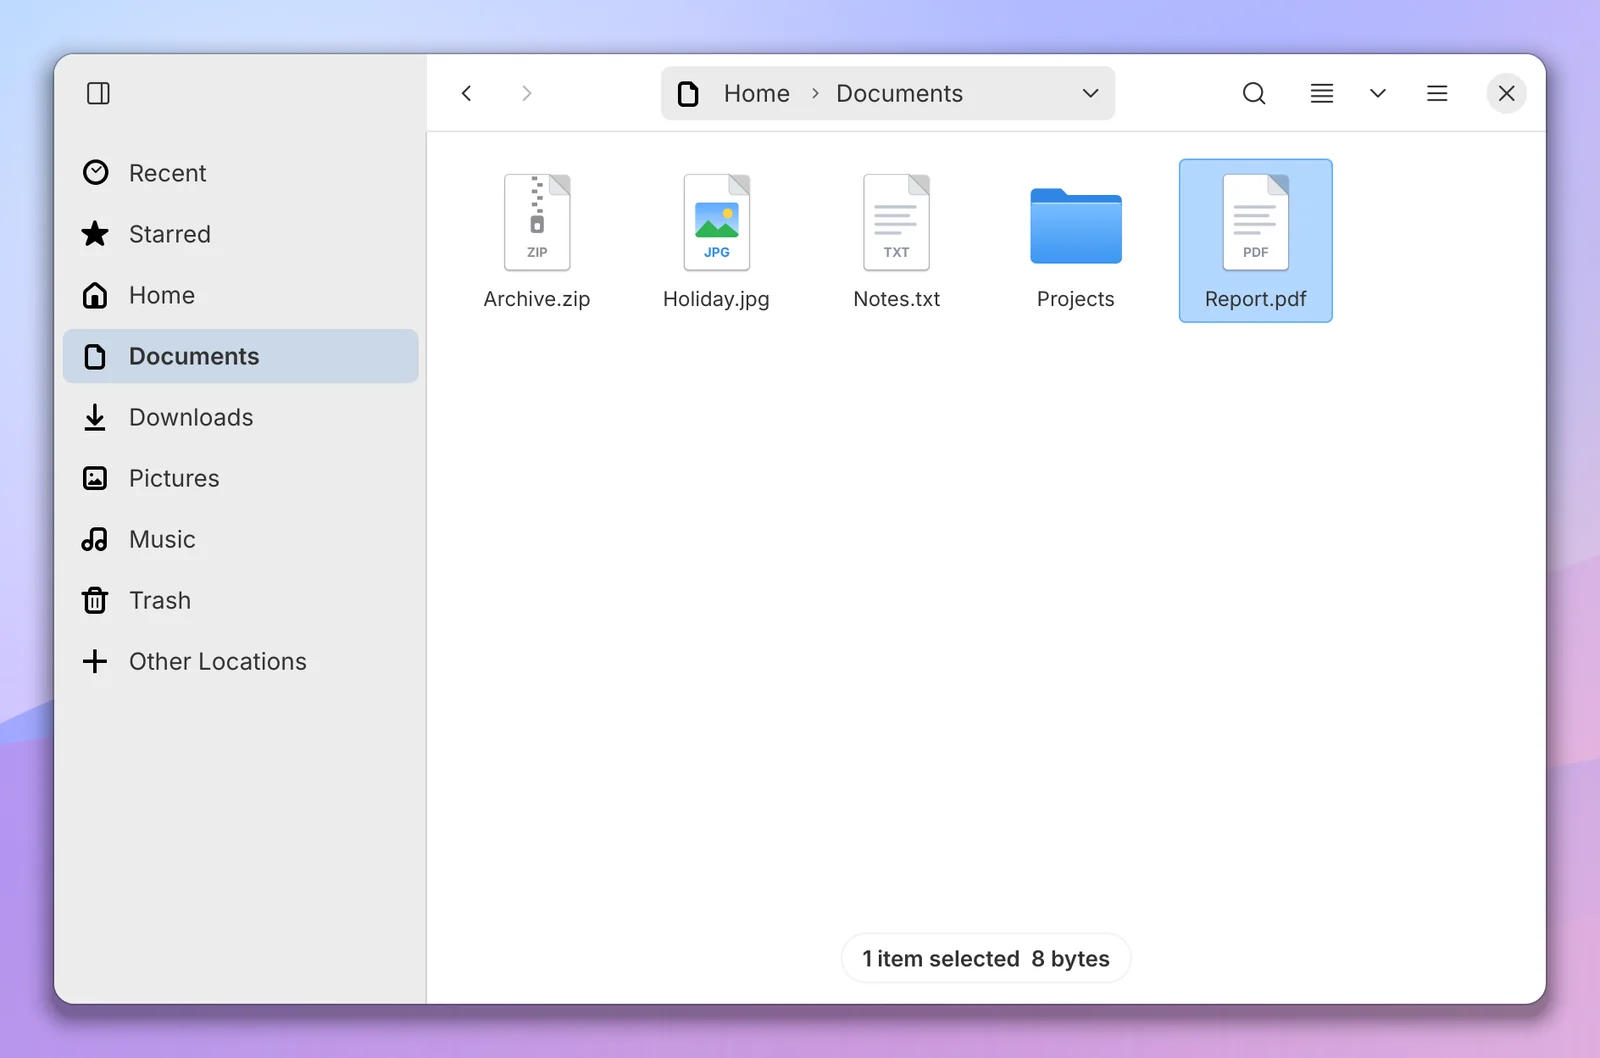 Home › Documents
Recent
Starred
Home
Documents
Downloads
Pictures
Music
Trash
Other Locations
ZIP
JPG
TXT
PDF
Archive.zip
Holiday.jpg
Notes.txt
Projects
Report.pdf
1 item selected 8 bytes